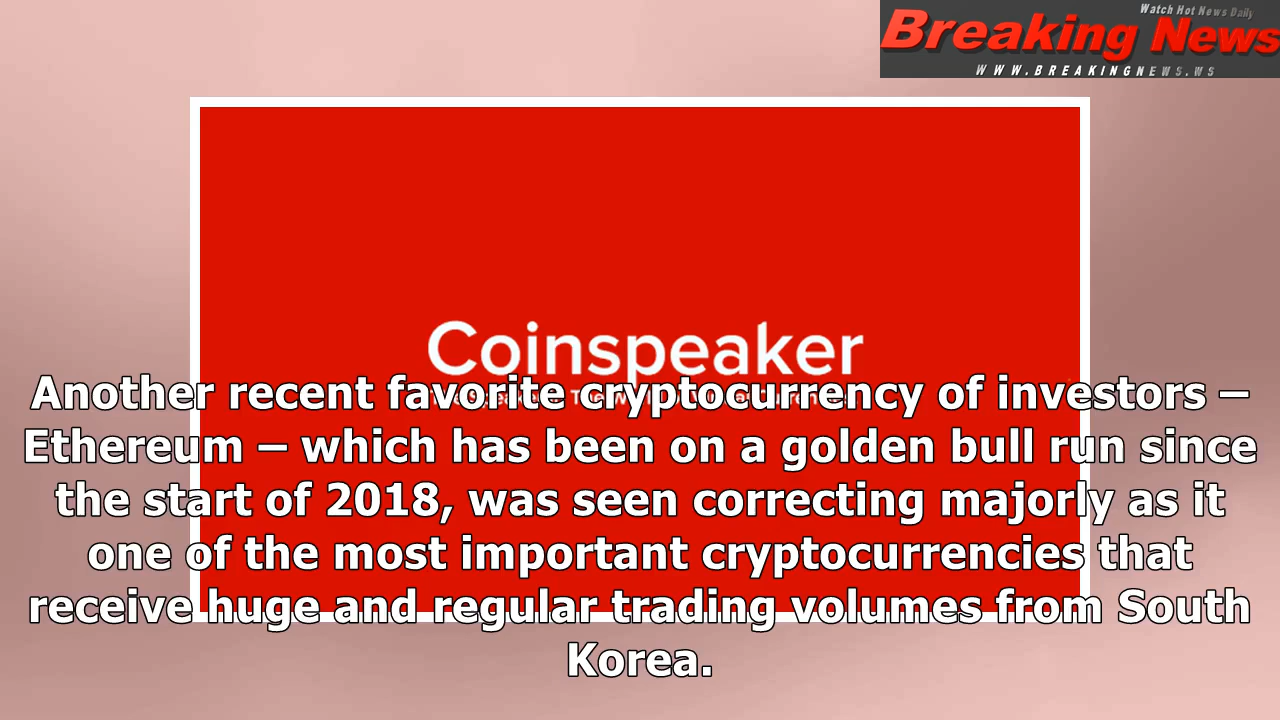 Watch Hot News Daily
Breaking News
WWW.BREAKINGNEWS.WS
Coinspeaker
Another recent favorite cryptocurrency of investors –
Ethereum – which has been on a golden bull run since
the start of 2018, was seen correcting majorly as it
one of the most important cryptocurrencies that
receive huge and regular trading volumes from South
Korea.